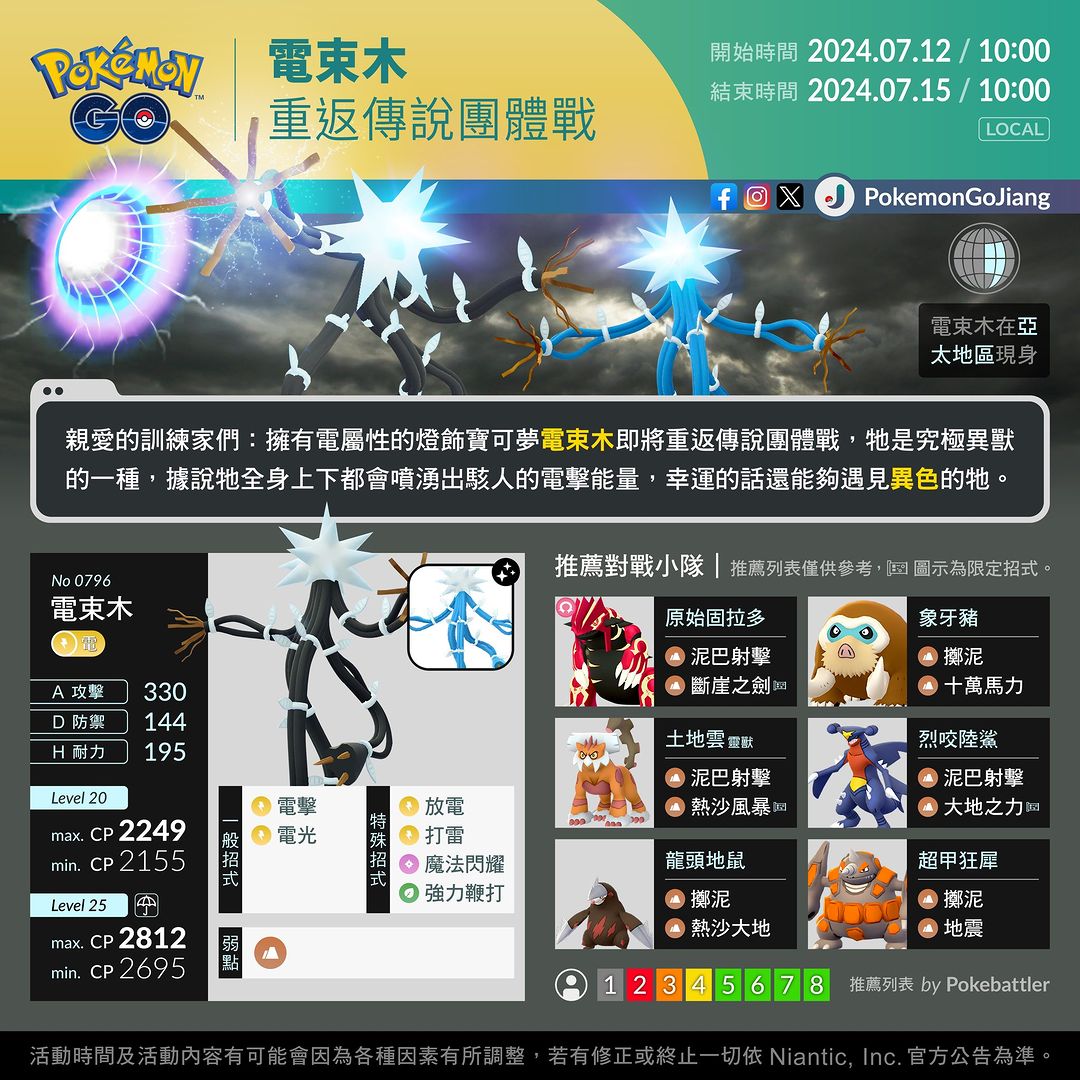 POKÉMON GO
TM
電束木
重返傳說團體戰
開始時間 2024.07.12 / 10:00
結束時間 2024.07.15 / 10:00
LOCAL
PokemonGoJiang
電束木在亞
太地區現身
親愛的訓練家們：擁有電屬性的燈飾寶可夢電束木即將重返傳說團體戰，牠是究極異獸
的一種，據說牠全身上下都會噴湧出駭人的電擊能量，幸運的話還能夠遇見異色的牠。
No 0796
電束木
電
A 攻擊 330
D 防禦 144
H 耐力 195
Level 20
max. CP 2249
min. CP 2155
Level 25
max. CP 2812
min. CP 2695
一般招式
電擊
電光
特殊招式
放電
打雷
魔法閃耀
強力鞭打
弱點
推薦對戰小隊 | 推薦列表僅供參考，圖示為限定招式。
原始固拉多
泥巴射擊
斷崖之劍
象牙豬
擲泥
十萬馬力
土地雲 靈獸
泥巴射擊
熱沙風暴
烈咬陸鯊
泥巴射擊
大地之力
龍頭地鼠
擲泥
熱沙大地
超甲狂犀
擲泥
地震
1 2 3 4 5 6 7 8
推薦列表 by Pokebattler
活動時間及活動內容有可能會因為各種因素有所調整，若有修正或終止一切依 Niantic, Inc. 官方公告為準。